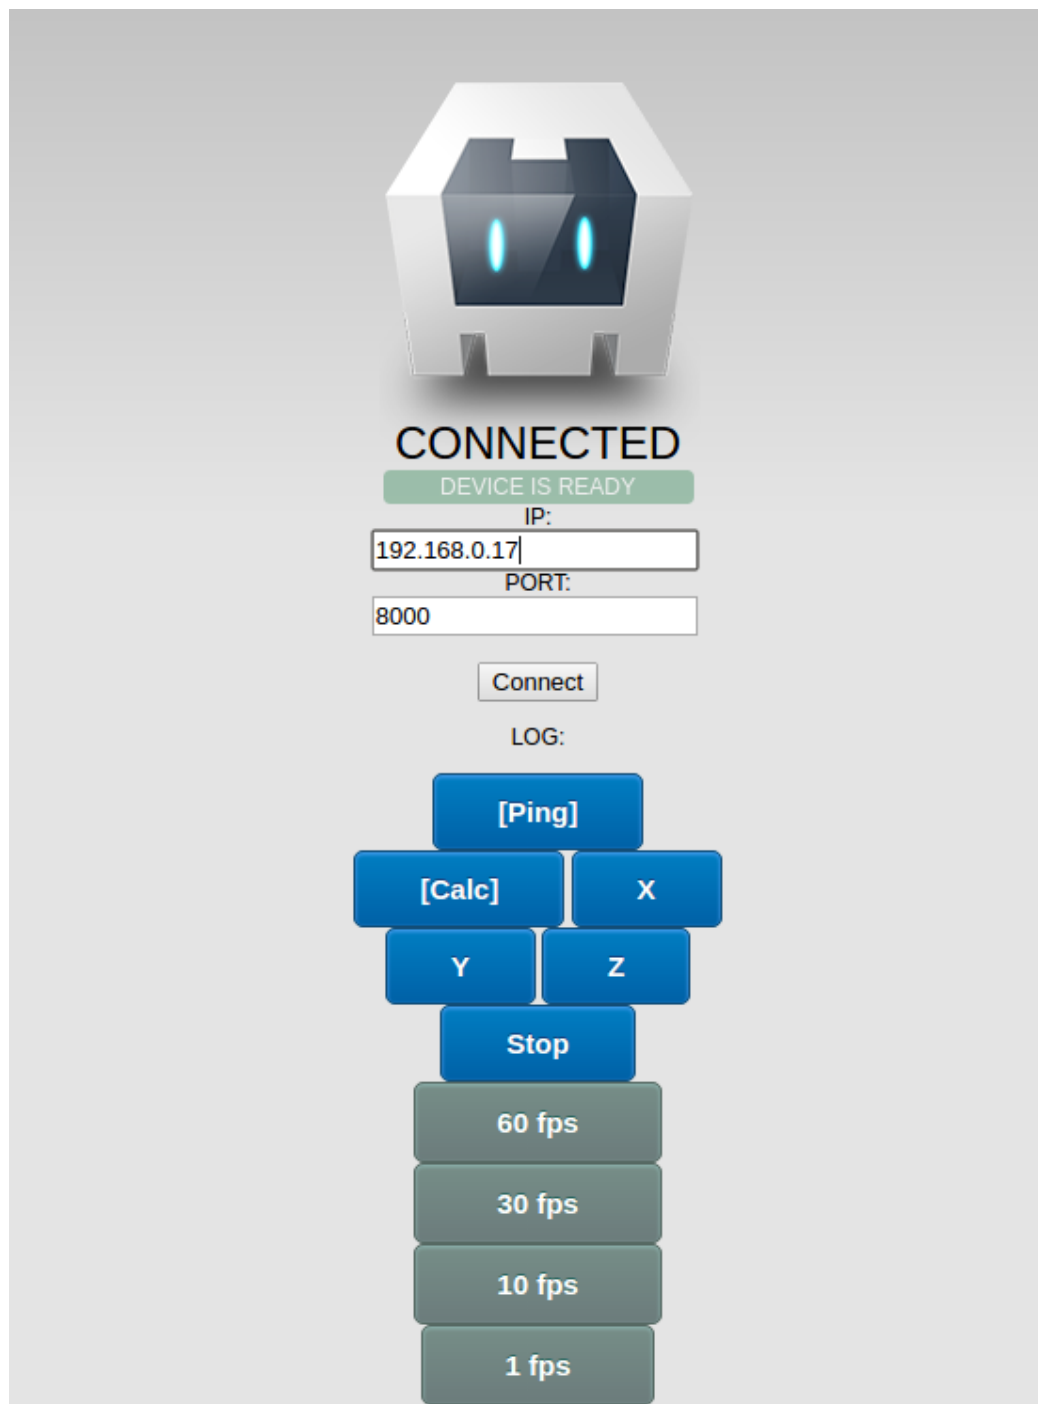 CONNECTED
DEVICE IS READY
IP:
192.168.0.17
PORT:
8000
Connect
LOG:
[Ping]
[Calc] X
Y Z
Stop
60 fps
30 fps
10 fps
1 fps